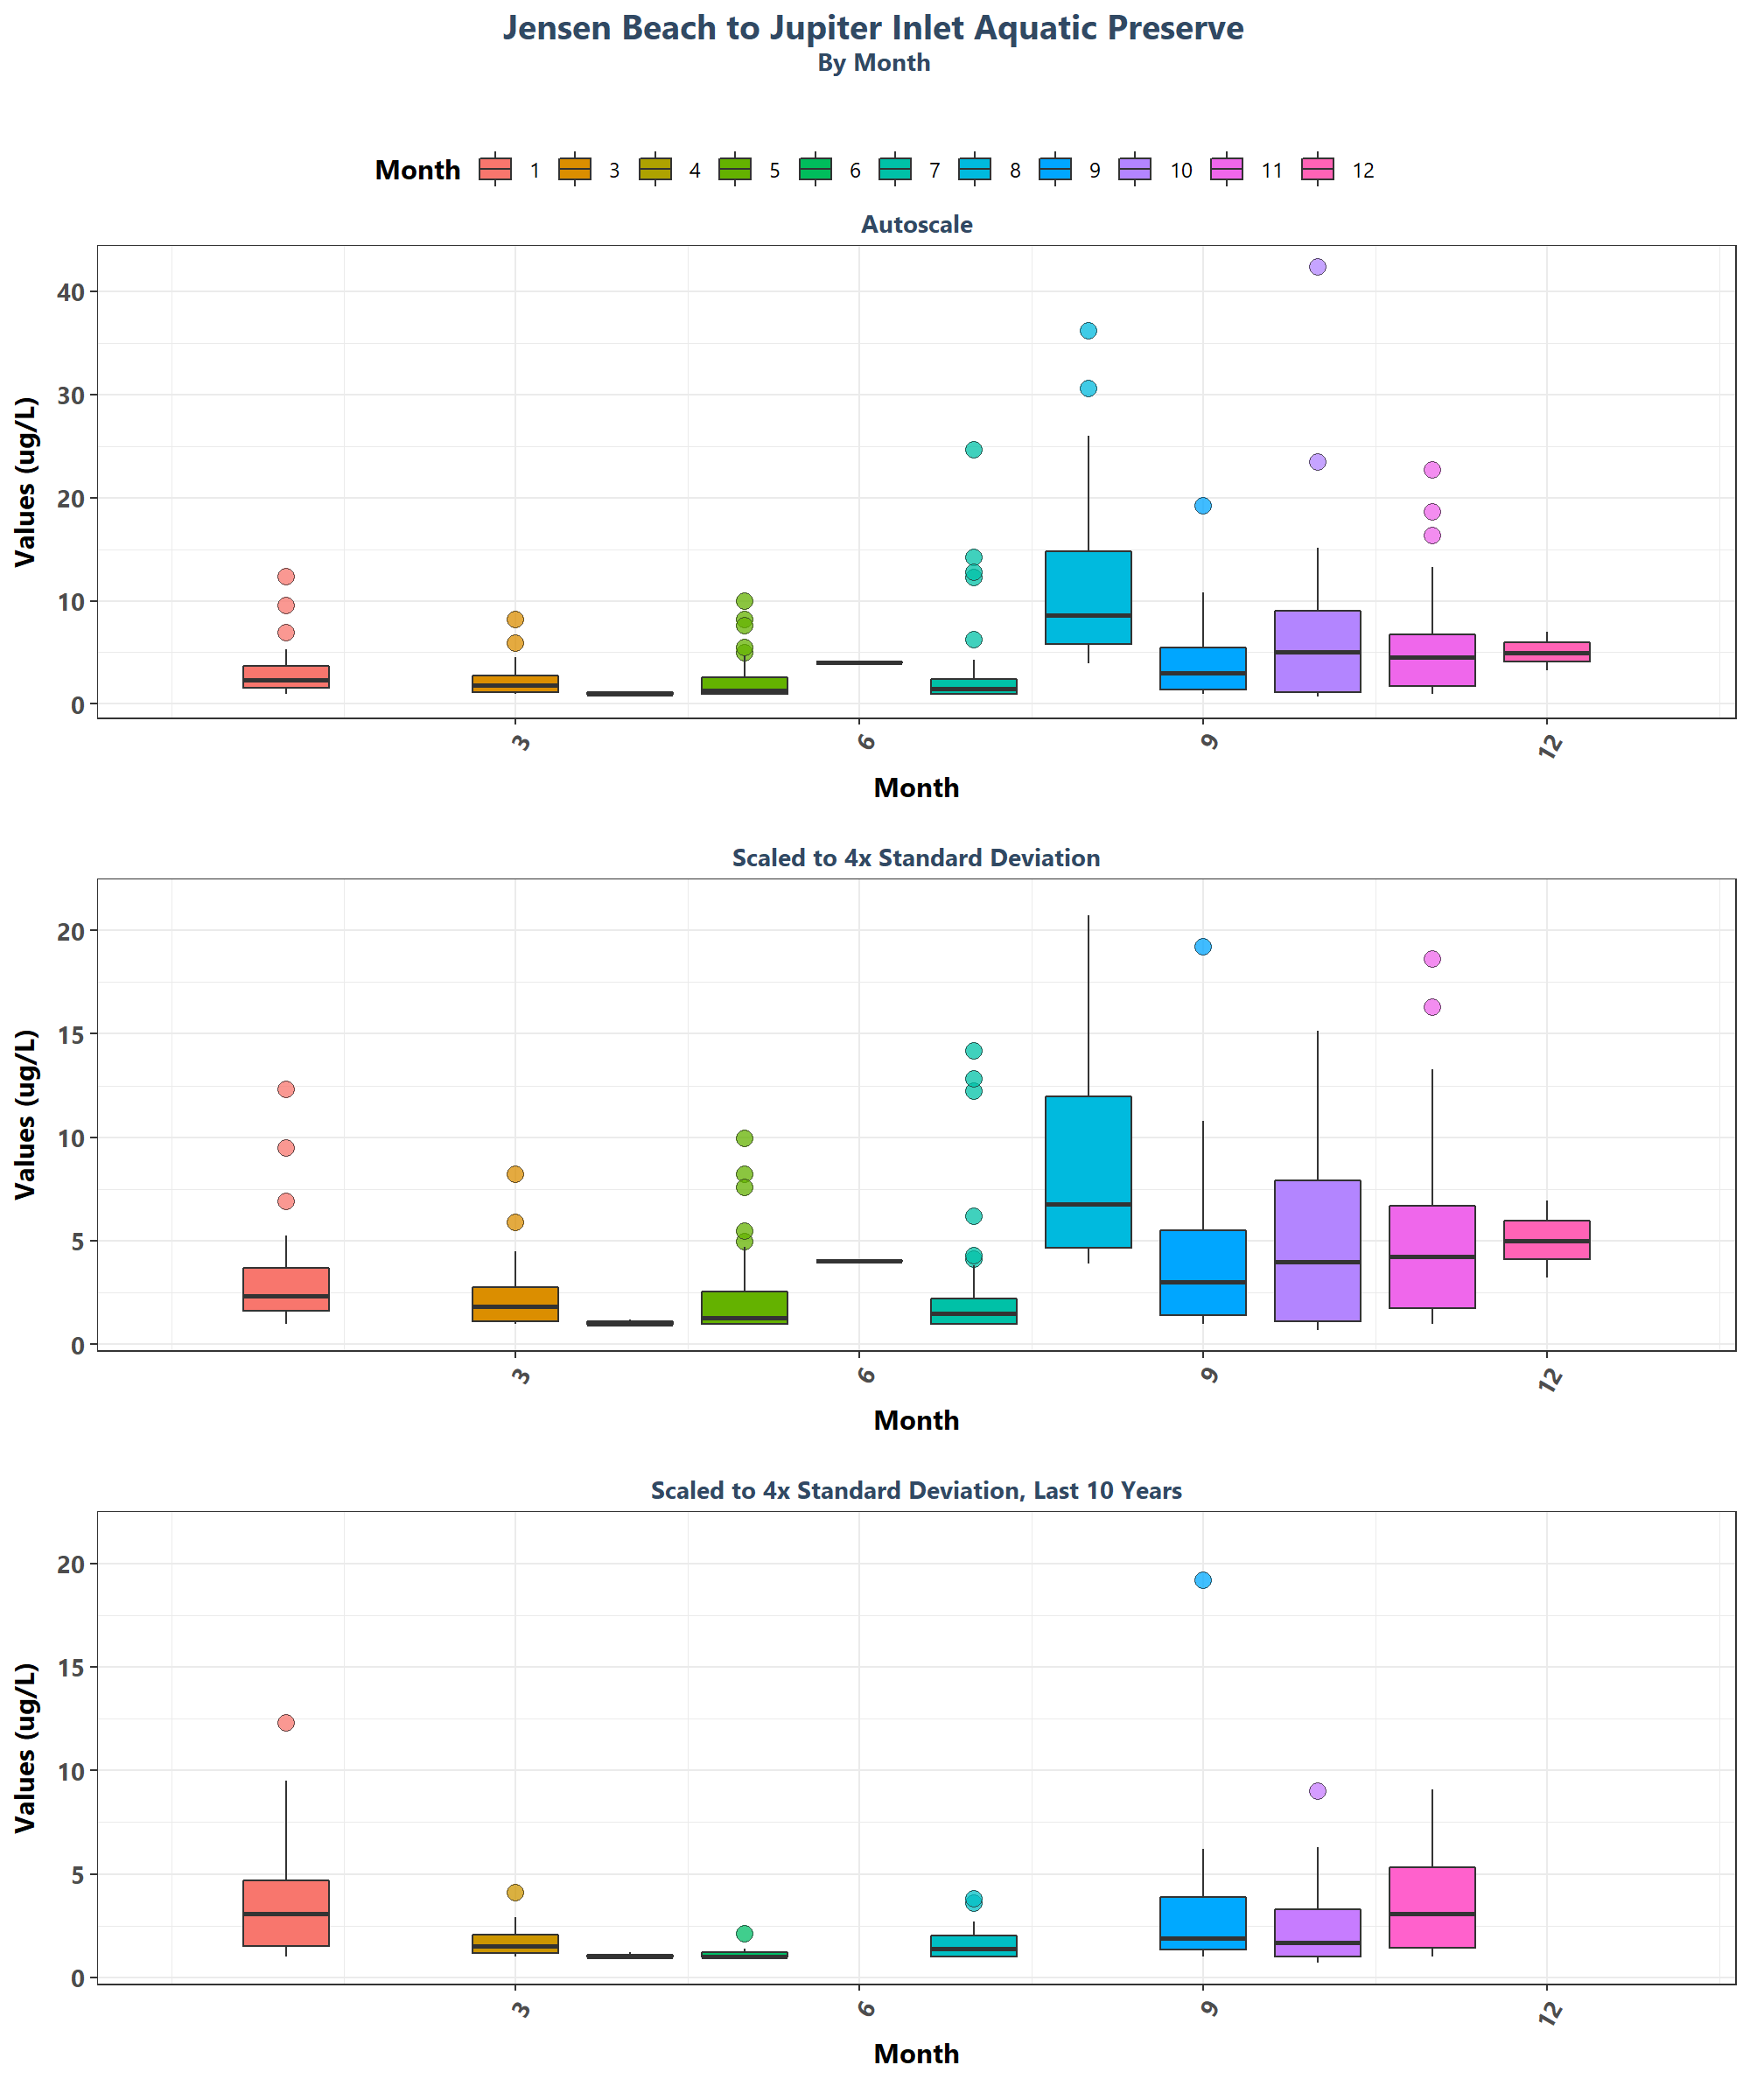 Jensen Beach to Jupiter Inlet Aquatic Preserve
By Month
Month 1 3 4 5 6 7 8 9 10 11 12
Autoscale
Values (ug/L)
40
30
20
10
0
3 6 9 12
Month
Scaled to 4x Standard Deviation
Values (ug/L)
20
15
10
5
0
3 6 9 12
Month
Scaled to 4x Standard Deviation, Last 10 Years
Values (ug/L)
20
15
10
5
0
3 6 9 12
Month